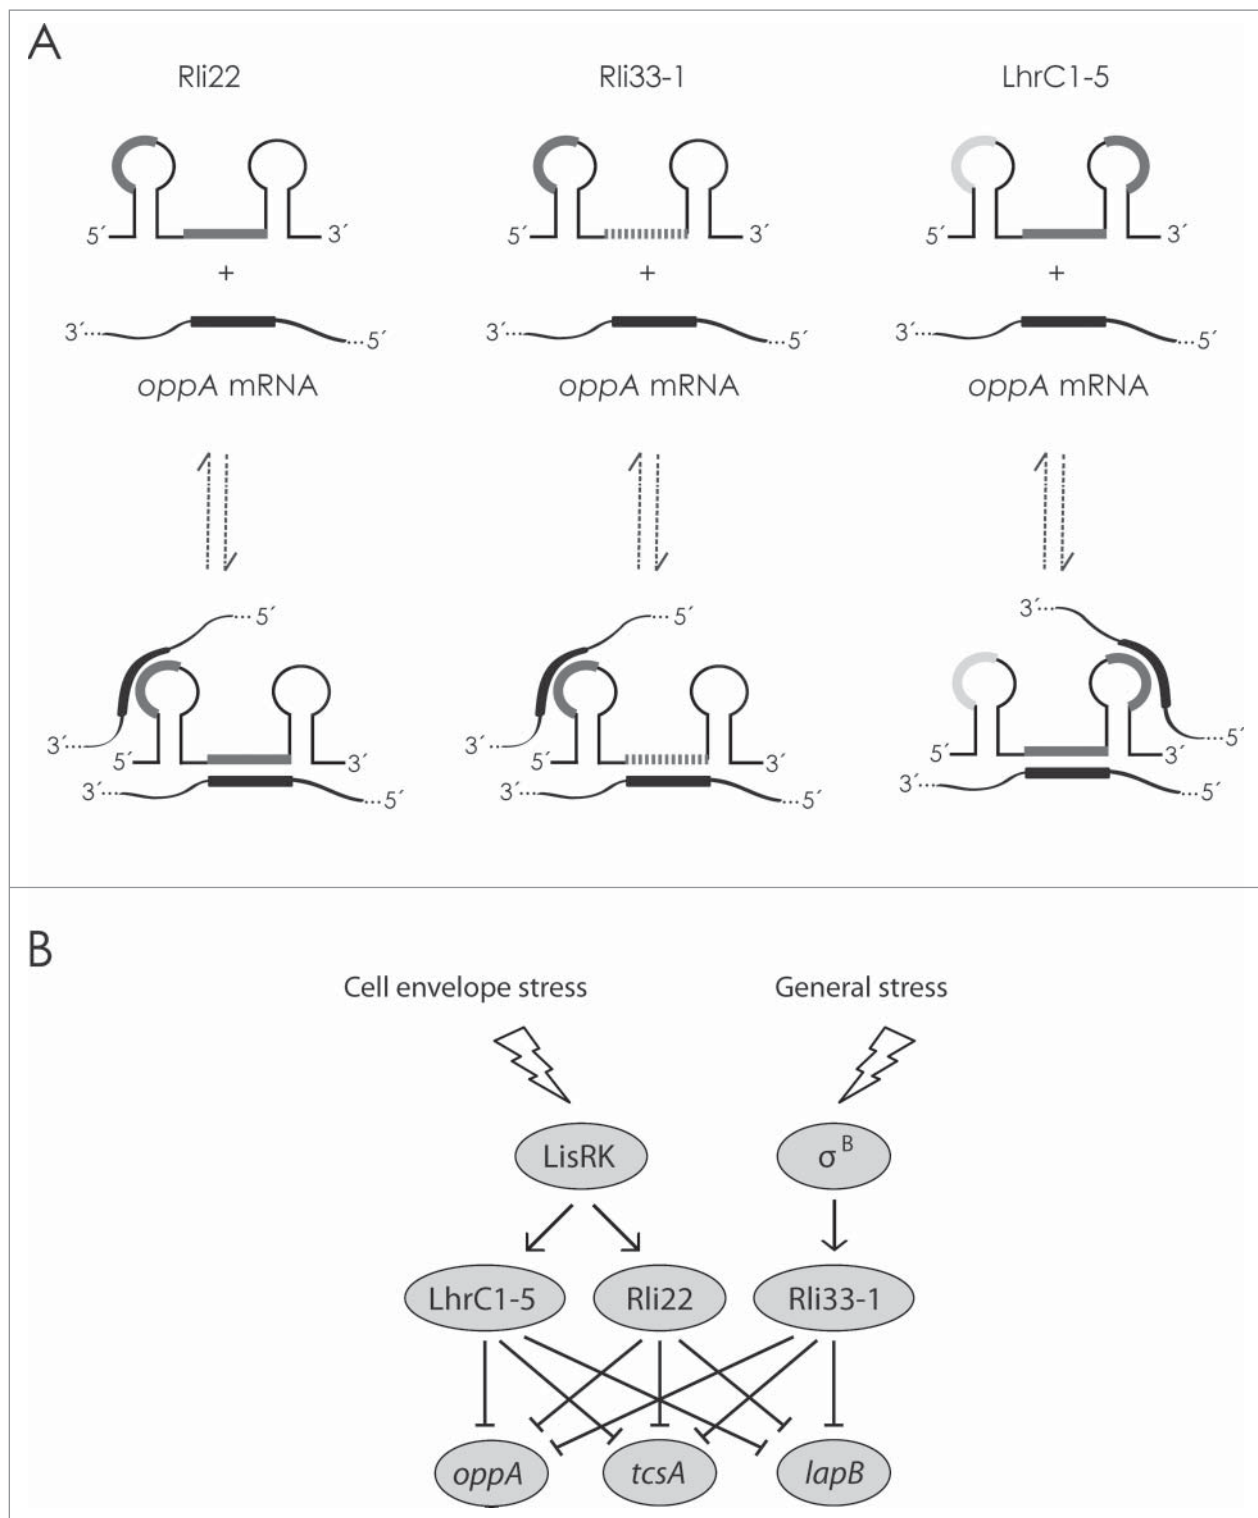 A
Rli22 Rli33-1 LhrC1-5
5´ 3´ 5´ 3´ 5´ 3´
+ + +
3´... ...5´ 3´... ...5´ 3´... ...5´
oppA mRNA oppA mRNA oppA mRNA
...5´ ...5´ 3´...
3´... 3´... ...5´
5´ 3´ 5´ 3´ 5´ 3´
3´... ...5´ 3´... ...5´ 3´... ...5´
B
Cell envelope stress General stress
LisRK σB
LhrC1-5 Rli22 Rli33-1
oppA tcsA lapB